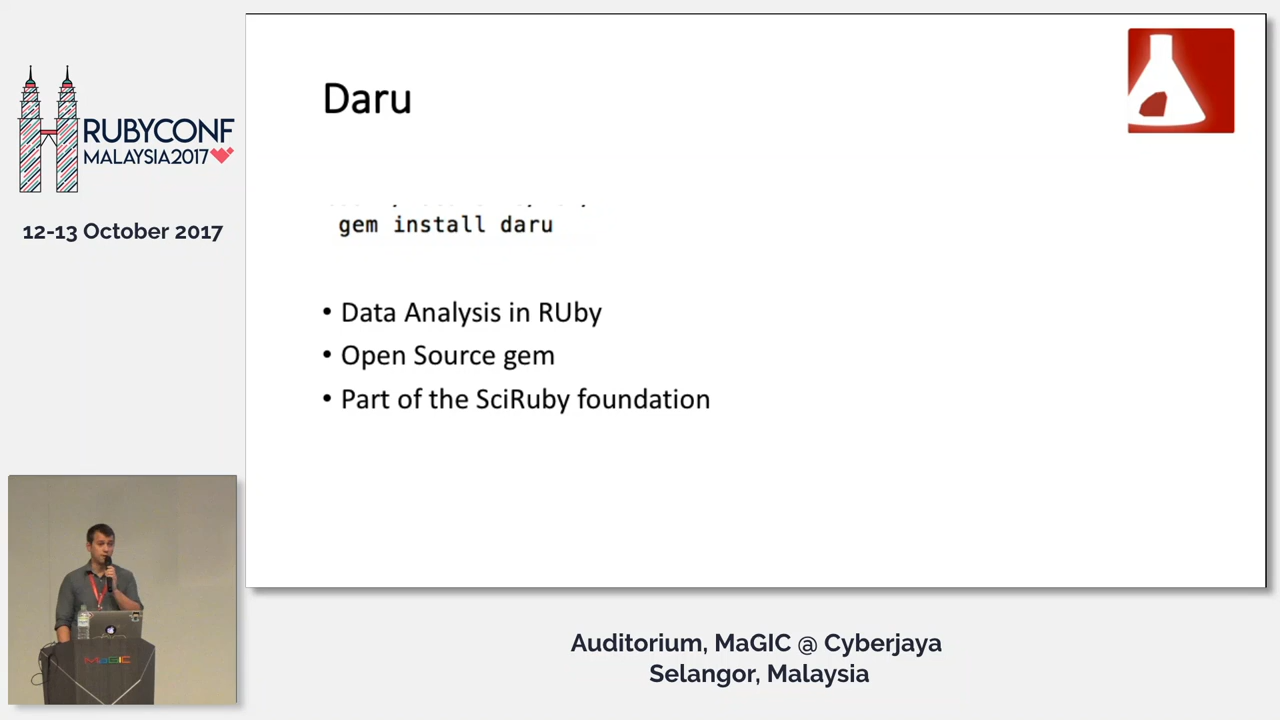 RUBYCONF
MALAYSIA2017
12-13 October 2017
Daru
gem install daru
• Data Analysis in RUby
• Open Source gem
• Part of the SciRuby foundation
MaGIC
Auditorium, MaGIC @ Cyberjaya
Selangor, Malaysia